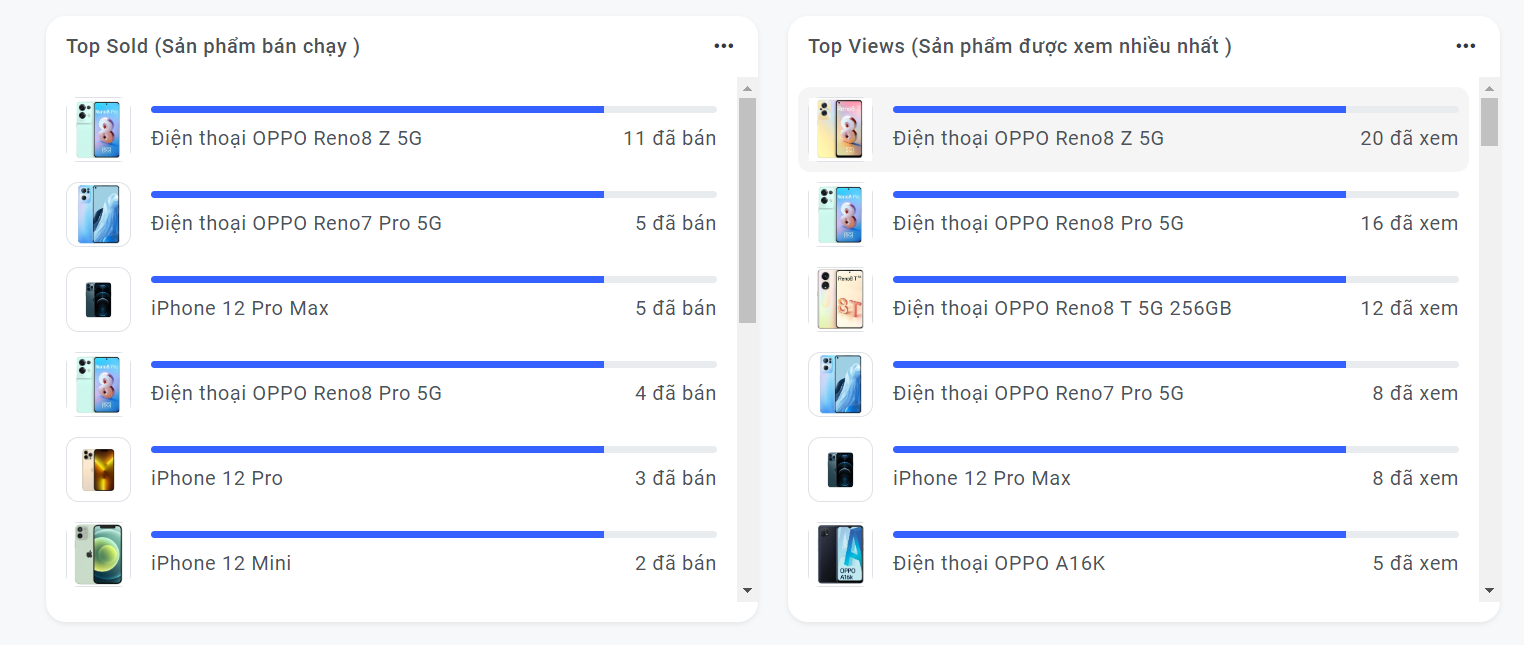 Top Sold (Sản phẩm bán chạy )
Điện thoại OPPO Reno8 Z 5G 11 đã bán
Điện thoại OPPO Reno7 Pro 5G 5 đã bán
iPhone 12 Pro Max 5 đã bán
Điện thoại OPPO Reno8 Pro 5G 4 đã bán
iPhone 12 Pro 3 đã bán
iPhone 12 Mini 2 đã bán
Top Views (Sản phẩm được xem nhiều nhất )
Điện thoại OPPO Reno8 Z 5G 20 đã xem
Điện thoại OPPO Reno8 Pro 5G 16 đã xem
Reno8 T
8T
Điện thoại OPPO Reno8 T 5G 256GB 12 đã xem
Điện thoại OPPO Reno7 Pro 5G 8 đã xem
iPhone 12 Pro Max 8 đã xem
OPPO
A16k
Điện thoại OPPO A16K 5 đã xem